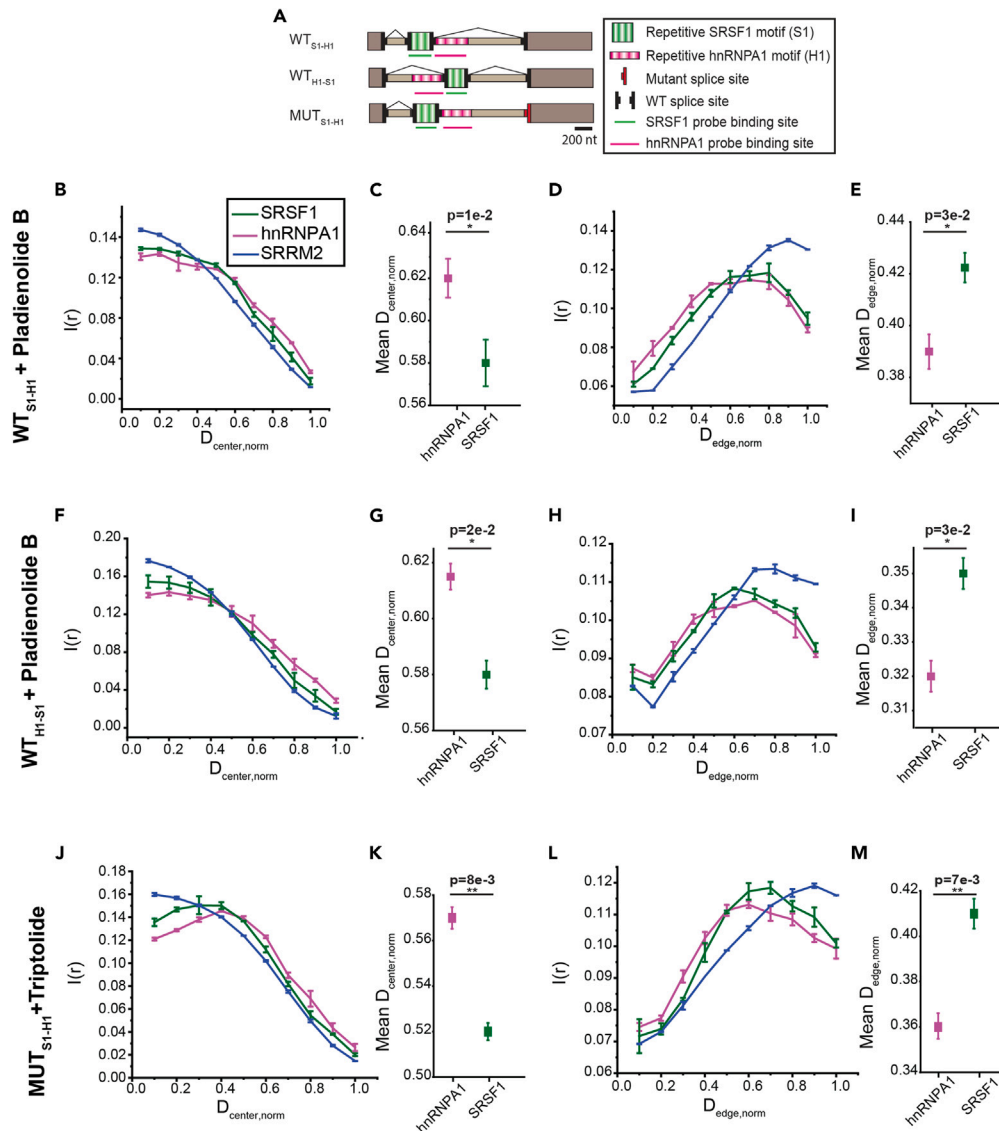 A
WT S1-H1
WT H1-S1
MUT S1-H1
200 nt
Repetitive SRSF1 motif (S1)
Repetitive hnRNPA1 motif (H1)
Mutant splice site
WT splice site
SRSF1 probe binding site
hnRNPA1 probe binding site
WT S1-H1 + Pladienolide B
B
SRSF1
hnRNPA1
SRRM2
I(r)
0.14
0.12
0.08
0.04
0.00
0.0 0.2 0.4 0.6 0.8 1.0
D center,norm
C
p=1e-2
*
Mean D center,norm
0.64
0.62
0.60
0.58
0.56
hnRNPA1
SRSF1
D
I(r)
0.14
0.12
0.10
0.08
0.06
0.0 0.2 0.4 0.6 0.8 1.0
D edge,norm
E
p=3e-2
*
Mean D edge,norm
0.44
0.42
0.40
0.38
hnRNPA1
SRSF1
WT H1-S1 + Pladienolide B
F
I(r)
0.20
0.16
0.12
0.08
0.04
0.00
0.0 0.2 0.4 0.6 0.8 1.0
D center,norm
G
p=2e-2
*
Mean D center,norm
0.62
0.60
0.58
0.56
hnRNPA1
SRSF1
H
I(r)
0.12
0.11
0.10
0.09
0.08
0.07
0.0 0.2 0.4 0.6 0.8 1.0
D edge,norm
I
p=3e-2
*
Mean D edge,norm
0.35
0.34
0.33
0.32
0.31
hnRNPA1
SRSF1
MUT S1-H1 +Triptolide
J
I(r)
0.18
0.16
0.14
0.12
0.10
0.08
0.06
0.04
0.02
0.00
0.0 0.2 0.4 0.6 0.8 1.0
D center,norm
K
p=8e-3
**
Mean D center,norm
0.58
0.56
0.54
0.52
0.50
hnRNPA1
SRSF1
L
I(r)
0.12
0.11
0.10
0.09
0.08
0.07
0.06
0.0 0.2 0.4 0.6 0.8 1.0
D edge,norm
M
p=7e-3
**
Mean D edge,norm
0.42
0.41
0.40
0.39
0.38
0.37
0.36
0.35
0.34
0.33
hnRNPA1
SRSF1